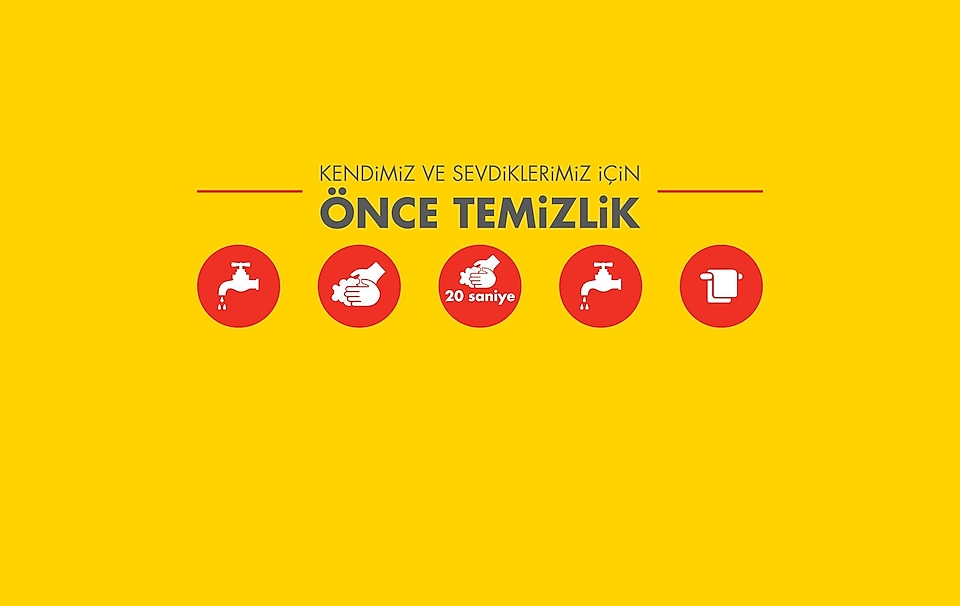 KENDiMiZ VE SEVDiKLERiMiZ iÇiN
ÖNCE TEMiZLiK
20 saniye